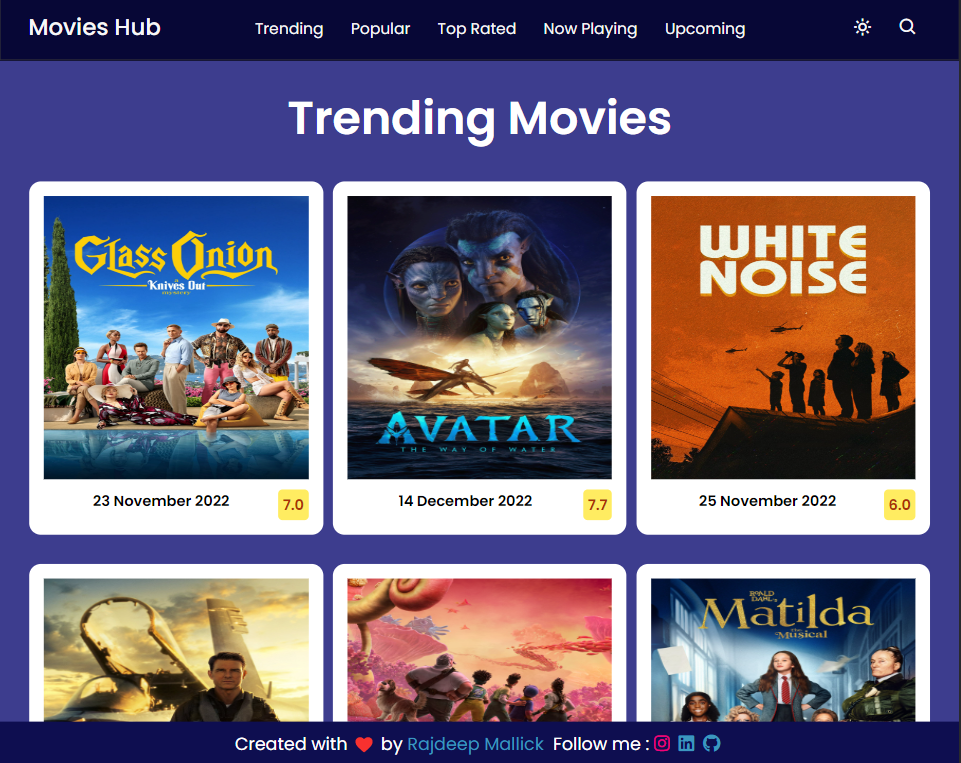 Movies Hub Trending Popular Top Rated Now Playing Upcoming
Trending Movies
GLASS ONION
A
Knives Out
mystery
AVATAR
THE WAY OF WATER
WHITE
NOISE
23 November 2022 7.0
14 December 2022 7.7
25 November 2022 6.0
ROALD
DAHL'S
Matilda
The
Musical
Created with by Rajdeep Mallick Follow me :